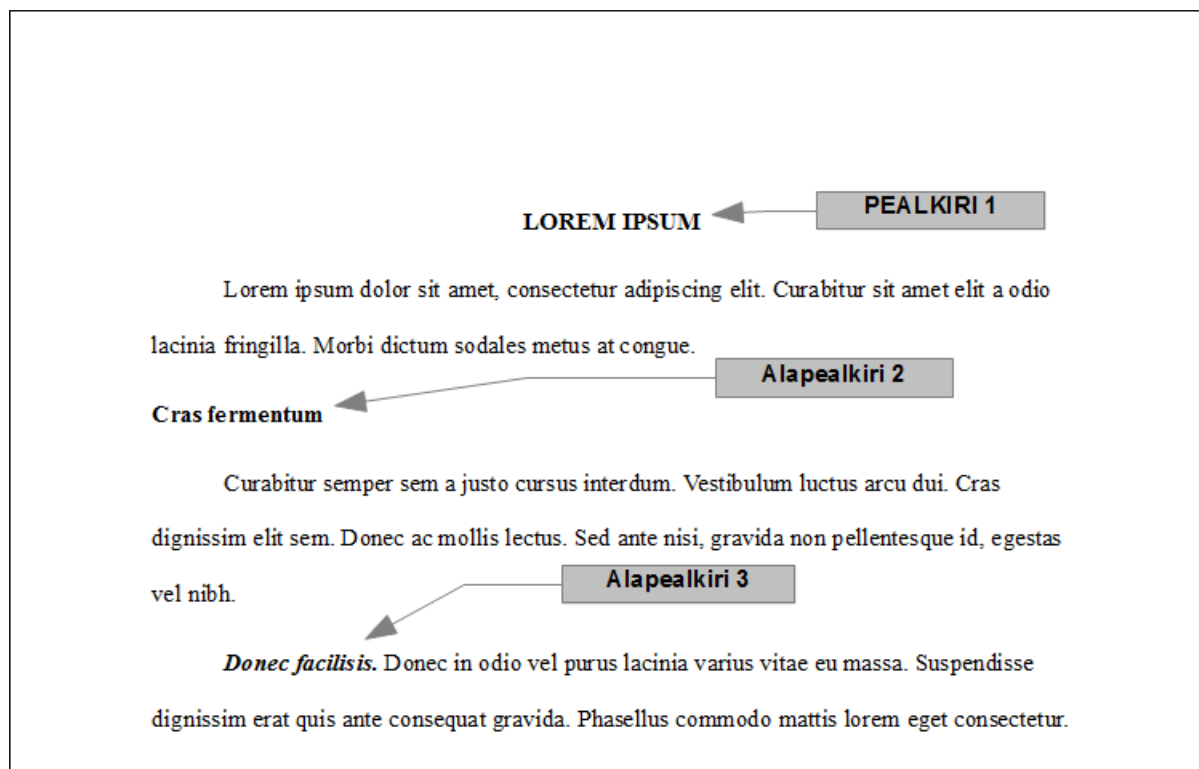 LOREM IPSUM
PEALKIRI 1
Lorem ipsum dolor sit amet, consectetur adipiscing elit. Curabitur sit amet elit a odio
lacinia fringilla. Morbi dictum sodales metus at congue.
Alapealkiri 2
Cras fermentum
Curabitur semper sem a justo cursus interdum. Vestibulum luctus arcu dui. Cras
dignissim elit sem. Donec ac mollis lectus. Sed ante nisi, gravida non pellentesque id, egestas
vel nibh.
Alapealkiri 3
Donec facilisis. Donec in odio vel purus lacinia varius vitae eu massa. Suspendisse
dignissim erat quis ante consequat gravida. Phasellus commodo mattis lorem eget consectetur.